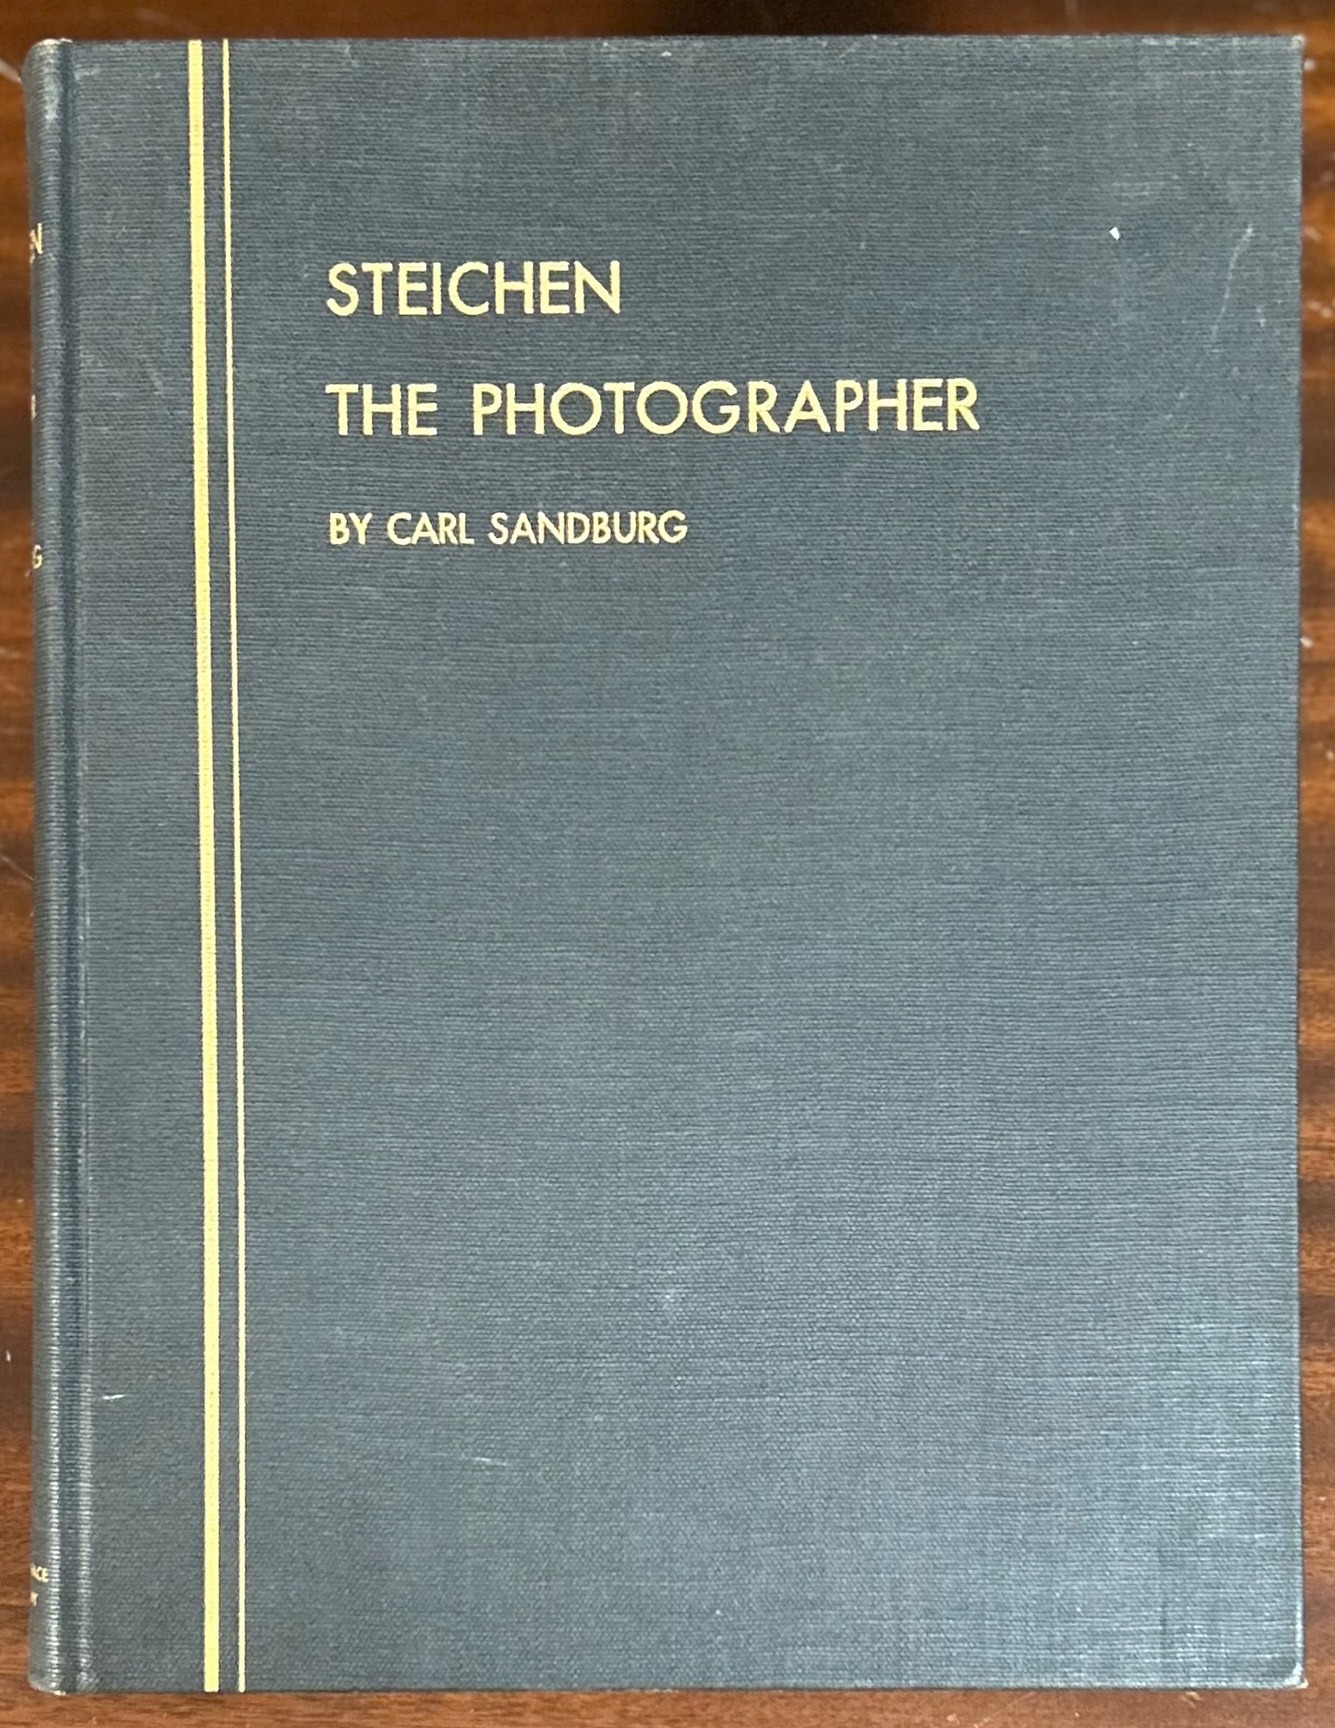 STEICHEN
THE PHOTOGRAPHER
BY CARL SANDBURG